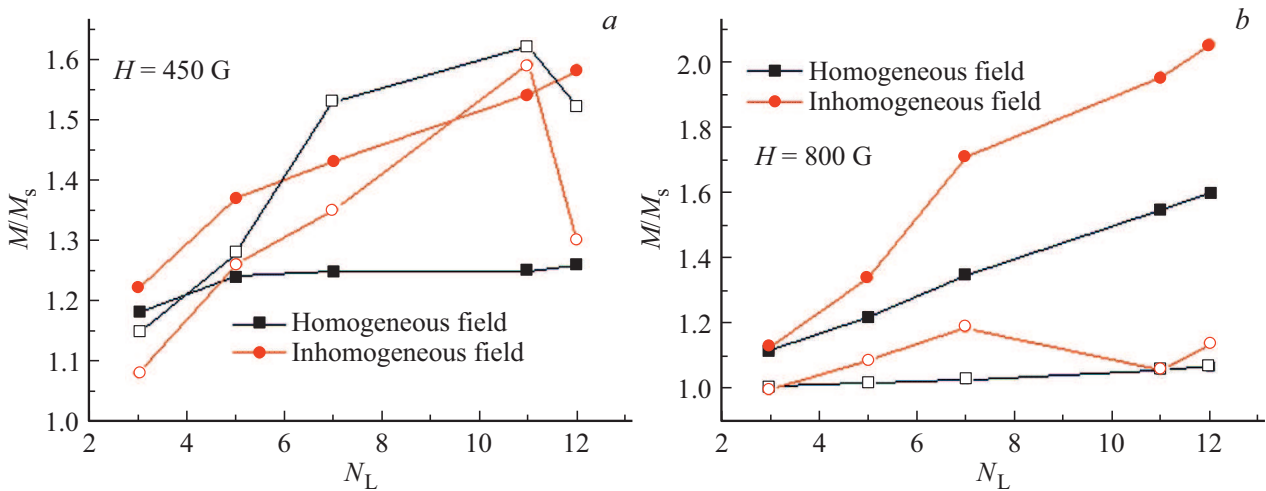 a
H = 450 G
M/Ms
1.6
1.5
1.4
1.3
1.2
1.1
1.0
Homogeneous field
Inhomogeneous field
2 4 6 8 10 12
NL
b
Homogeneous field
Inhomogeneous field
H = 800 G
M/Ms
2.0
1.8
1.6
1.4
1.2
1.0
2 4 6 8 10 12
NL